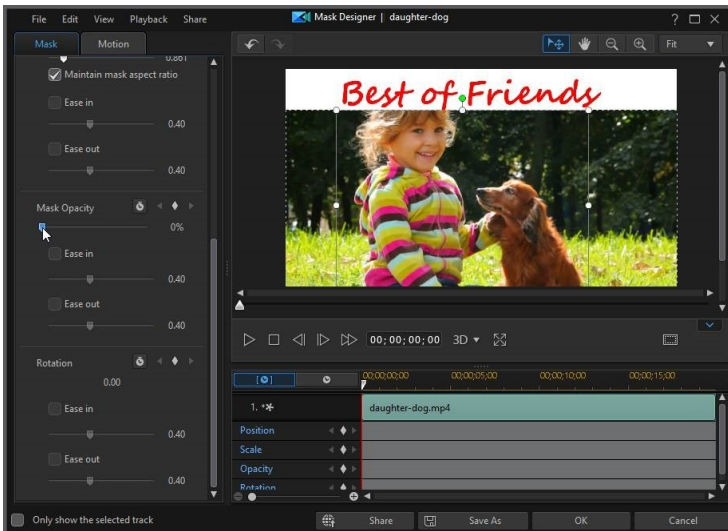 File Edit View Playback Share
Mask Designer | daughter-dog
Mask Motion
Fit
0.861
Maintain mask aspect ratio
Ease in
0.40
Ease out
0.40
Mask Opacity
0%
Ease in
0.40
Ease out
0.40
Rotation
0.00
Ease in
0.40
Ease out
0.40
Best of Friends
00;00;00;00 3D
00;00;00;00 00;00;05;00 00;00;10;00 00;00;15;00
1. daughter-dog.mp4
Position
Scale
Opacity
Rotation
Only show the selected track
Share Save As OK Cancel